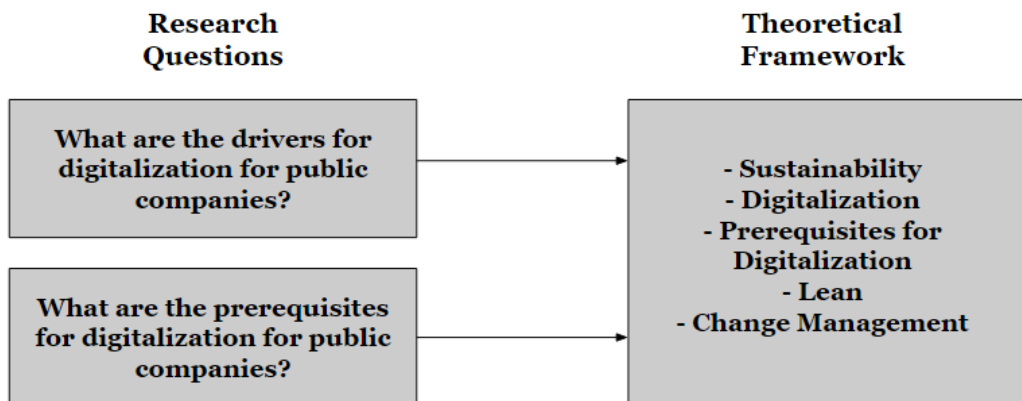 Research
Questions
Theoretical
Framework
What are the drivers for
digitalization for public
companies?
What are the prerequisites
for digitalization for public
companies?
- Sustainability
- Digitalization
- Prerequisites for
Digitalization
- Lean
- Change Management